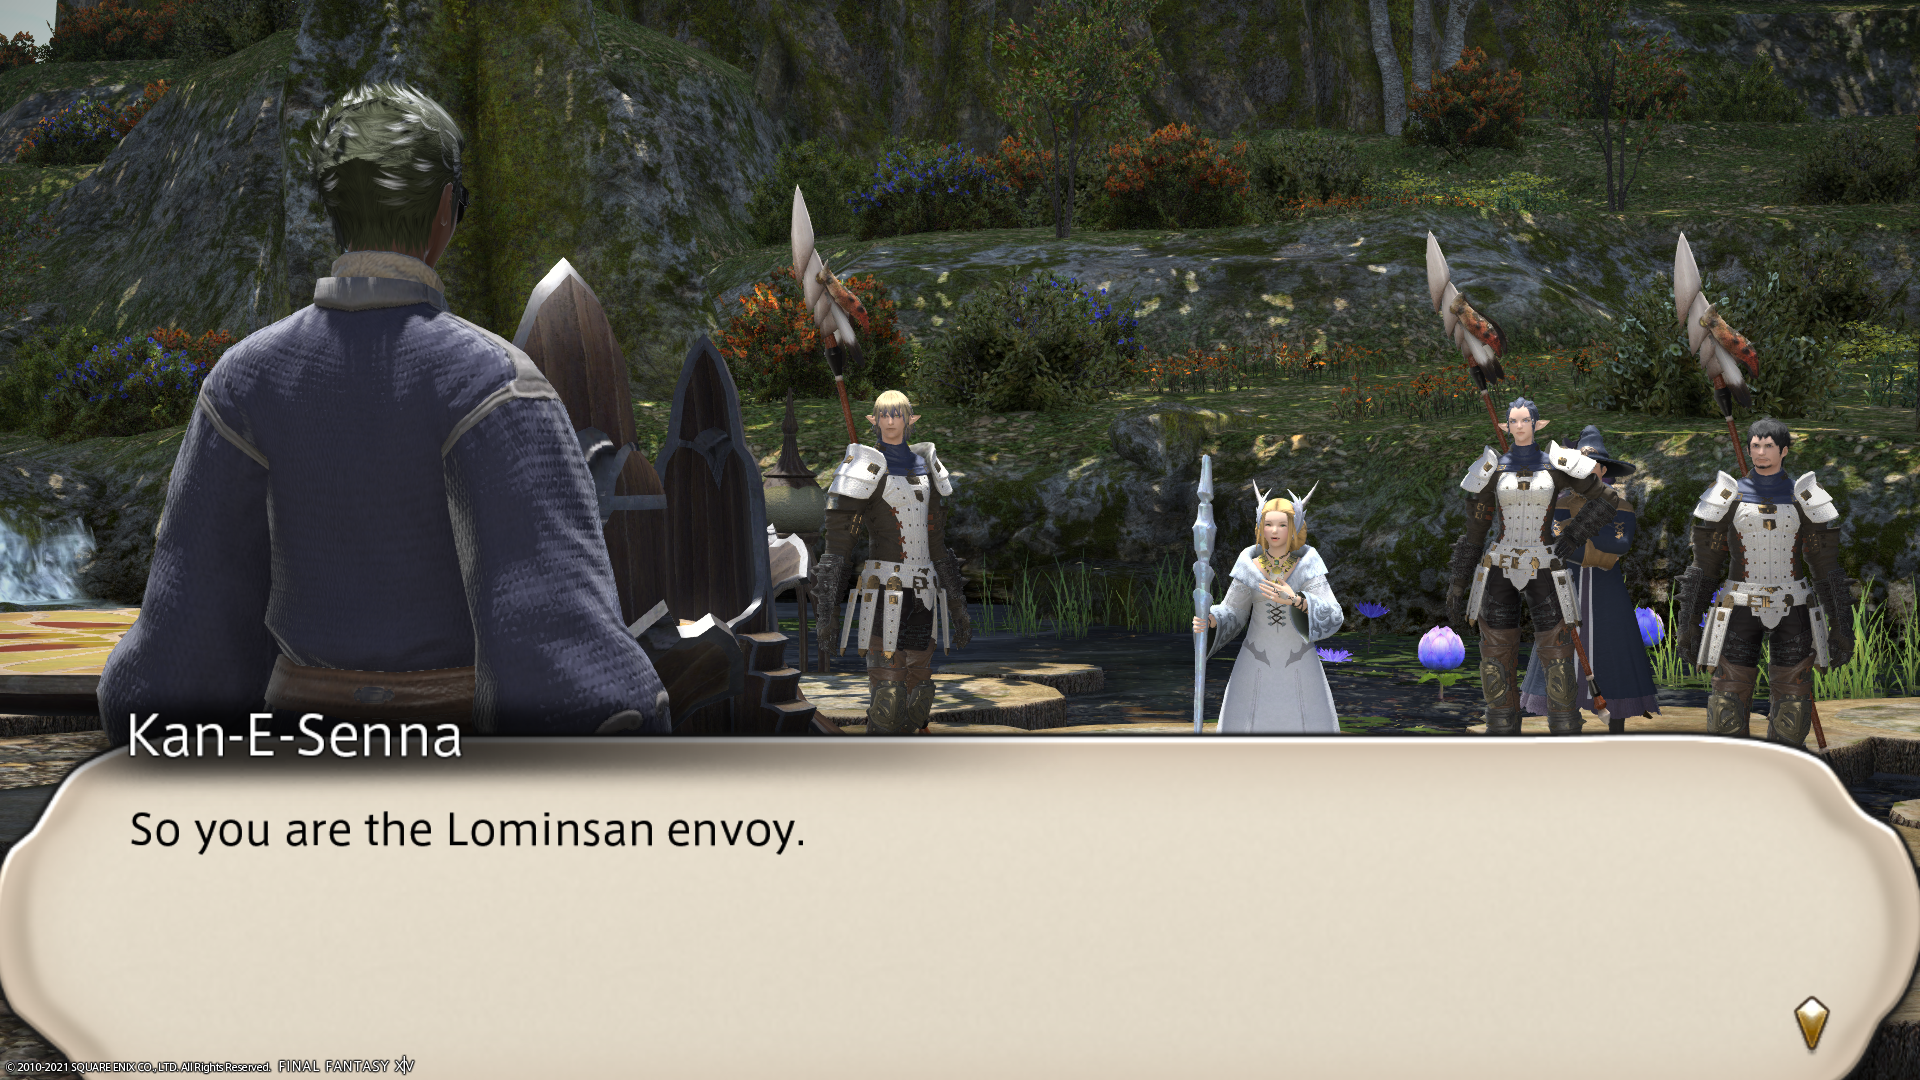 Kan-E-Senna
So you are the Lominsan envoy.
© 2010-2021 SQUARE ENIX CO., LTD. All Rights Reserved. FINAL FANTASY XIV